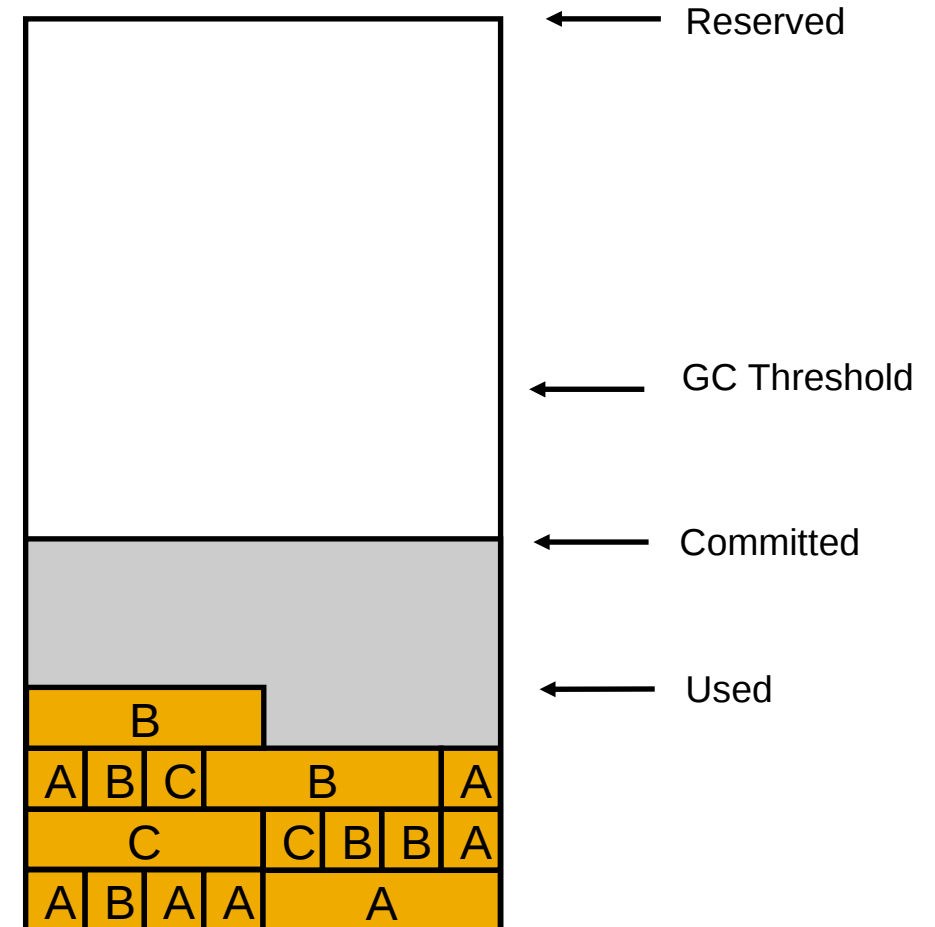 Reserved
GC Threshold
Committed
Used
B
A B C B A
C C B B A
A B A A A